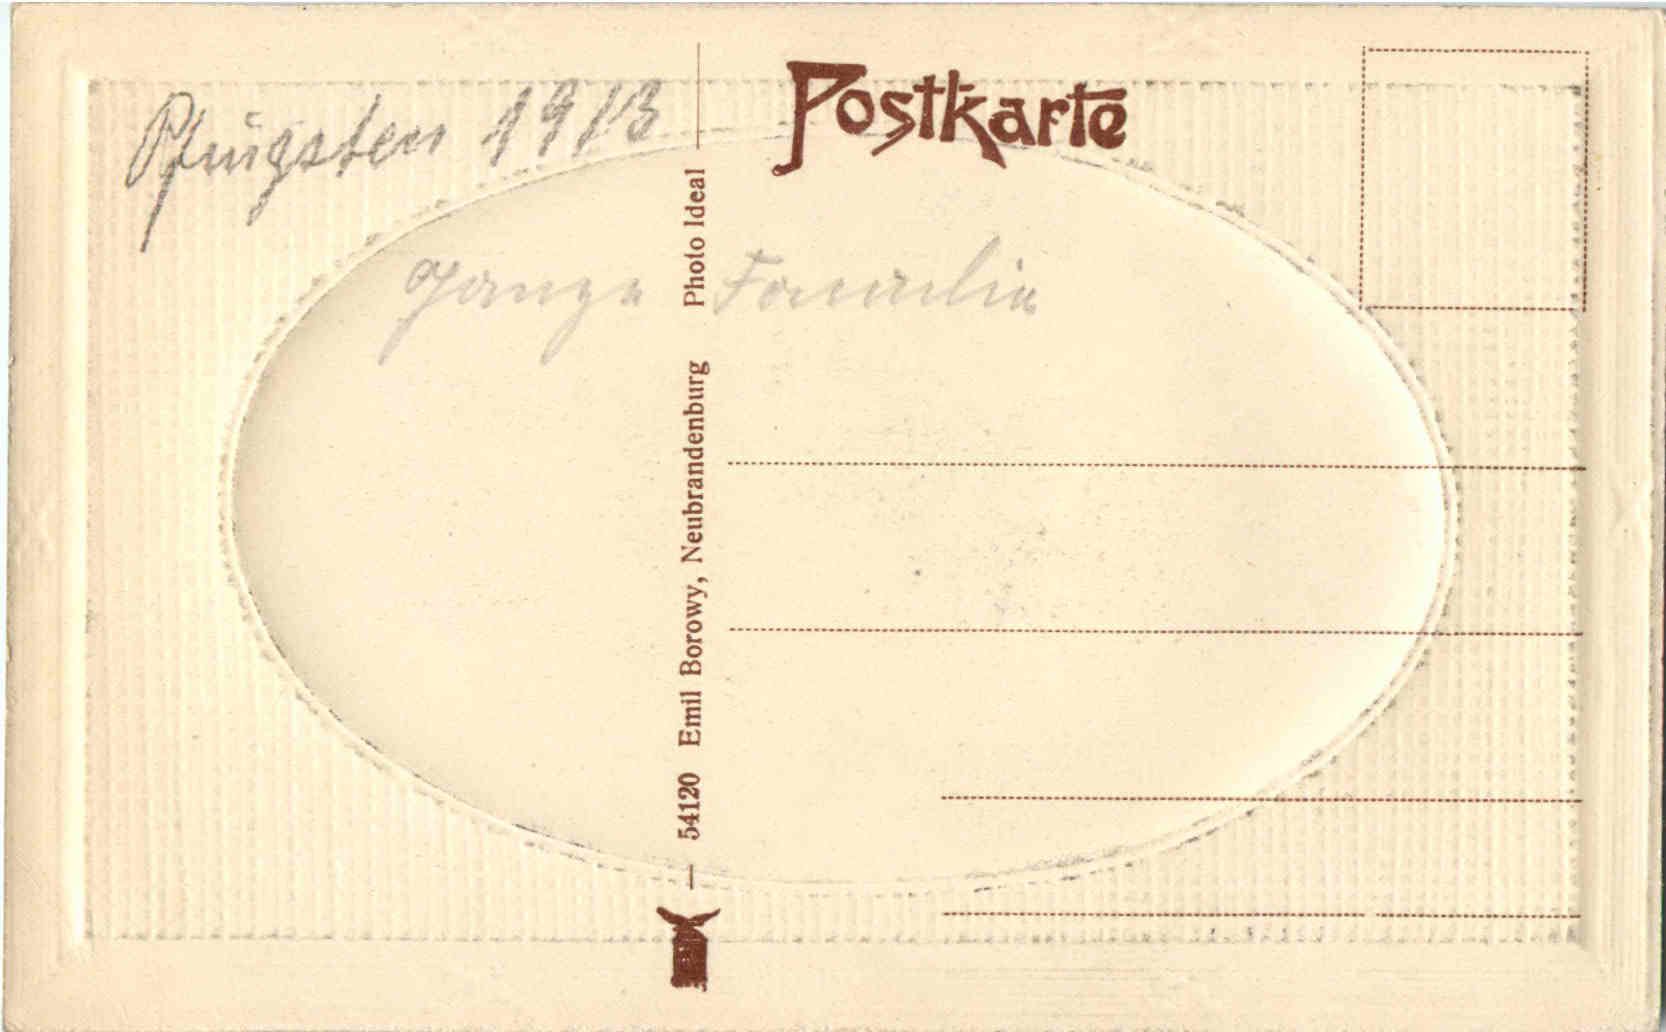 Pfingsten 1913
Postkarte
ganze Familie
54120 Emil Borowy, Neubrandenburg Photo Ideal